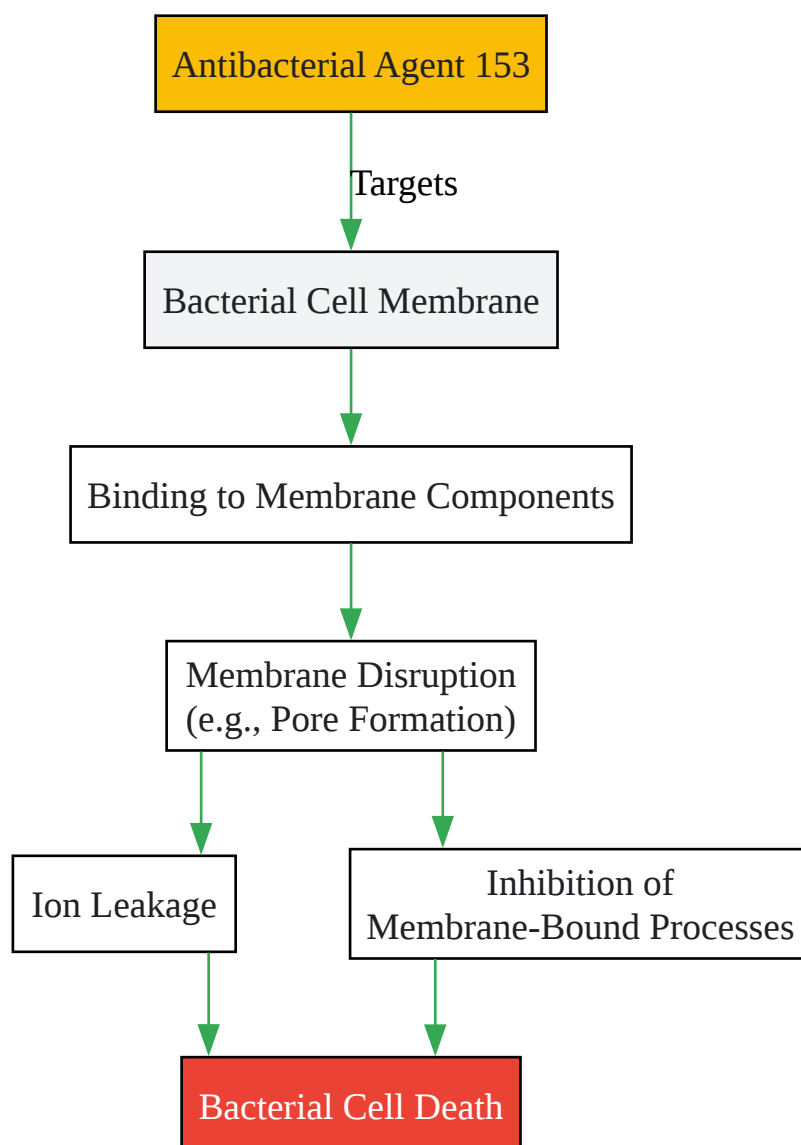 Antibacterial Agent 153
Targets
Bacterial Cell Membrane
Binding to Membrane Components
Membrane Disruption
(e.g., Pore Formation)
Ion Leakage
Inhibition of
Membrane-Bound Processes
Bacterial Cell Death